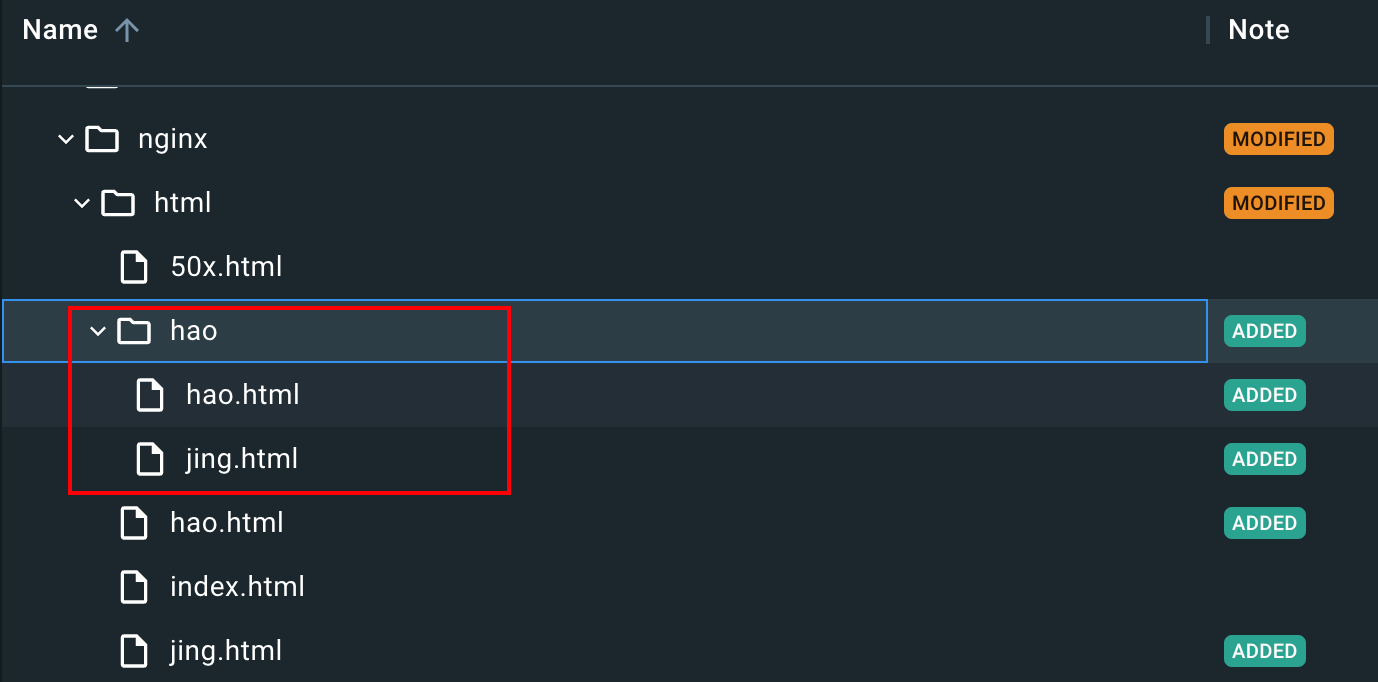 Name Note
nginx MODIFIED
html MODIFIED
50x.html
hao ADDED
hao.html ADDED
jing.html ADDED
hao.html ADDED
index.html
jing.html ADDED